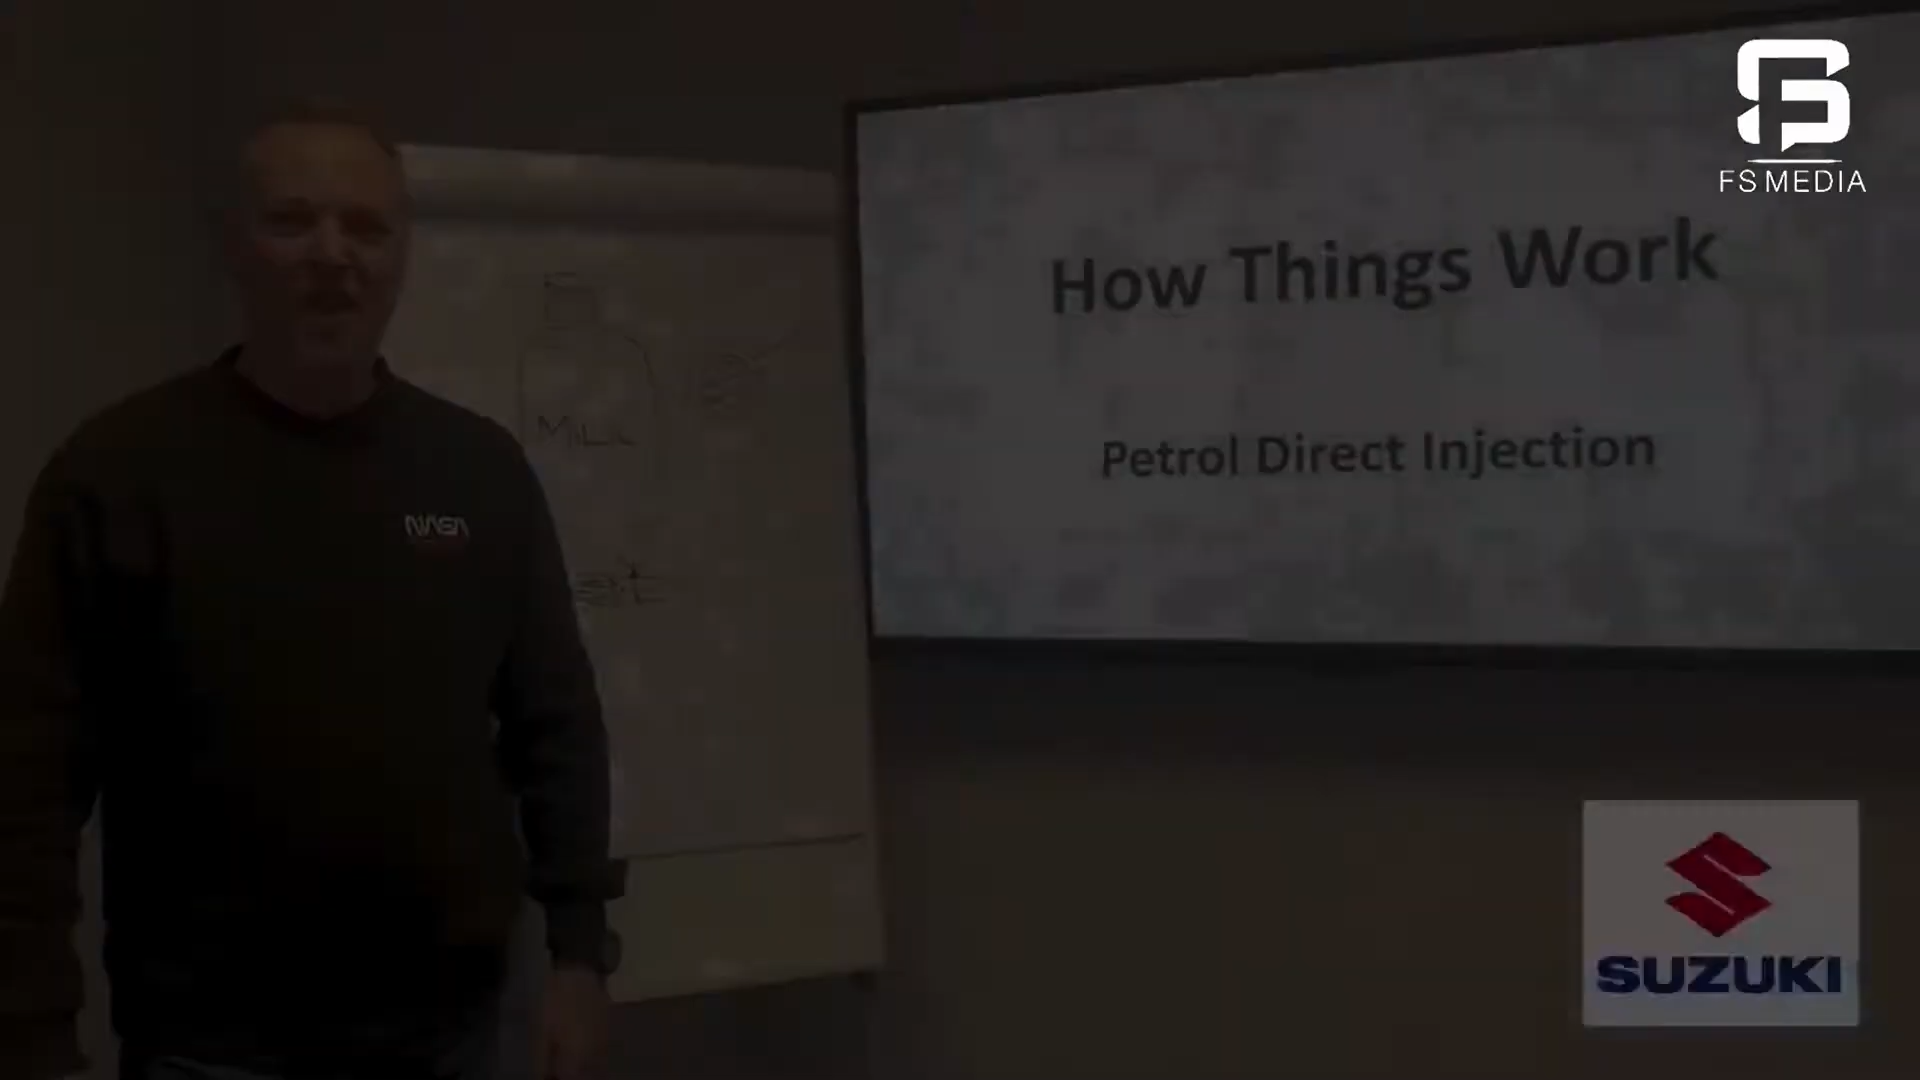 FS MEDIA
How Things Work
Petrol Direct Injection
MILK
NASA
SUZUKI